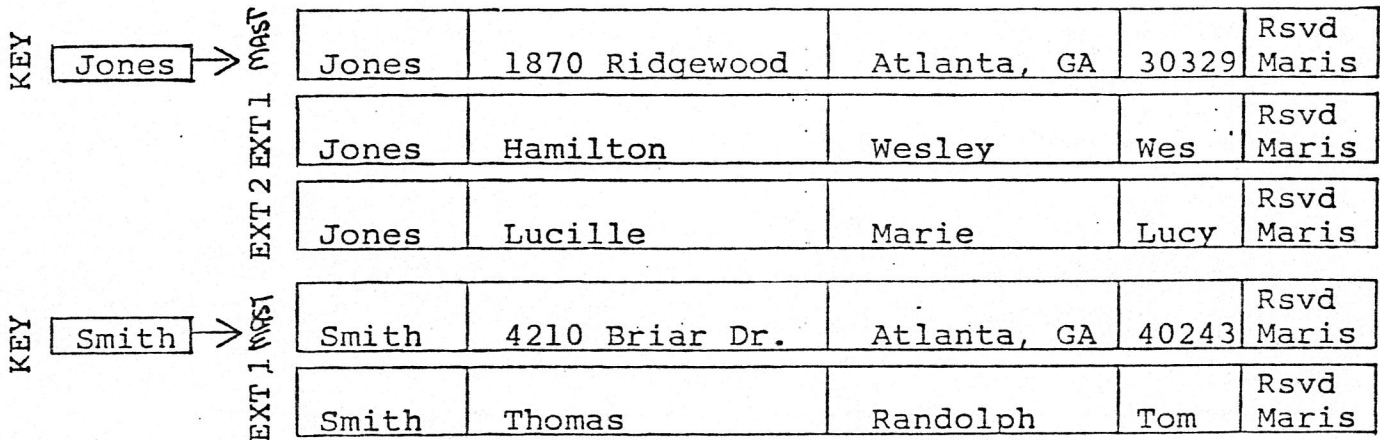 KEY Jones MAST Jones 1870 Ridgewood Atlanta, GA 30329 Rsvd Maris
EXT 1 Jones Hamilton Wesley Wes Rsvd Maris
EXT 2 Jones Lucille Marie Lucy Rsvd Maris
KEY Smith MAST Smith 4210 Briar Dr. Atlanta, GA 40243 Rsvd Maris
EXT 1 Smith Thomas Randolph Tom Rsvd Maris